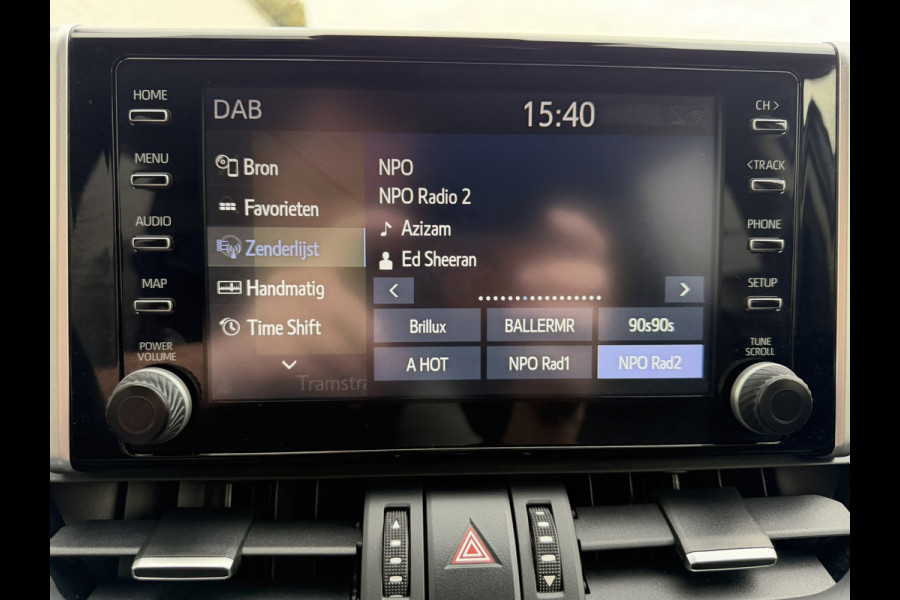 HOME
MENU
AUDIO
MAP
POWER
VOLUME
DAB
15:40
Bron
Favorieten
Zenderlijst
Handmatig
Time Shift
Tramstra
NPO
NPO Radio 2
Azizam
Ed Sheeran
<
>
Brillux
BALLERMR
90s90s
A HOT
NPO Rad1
NPO Rad2
CH >
< TRACK
PHONE
SETUP
TUNE
SCROLL